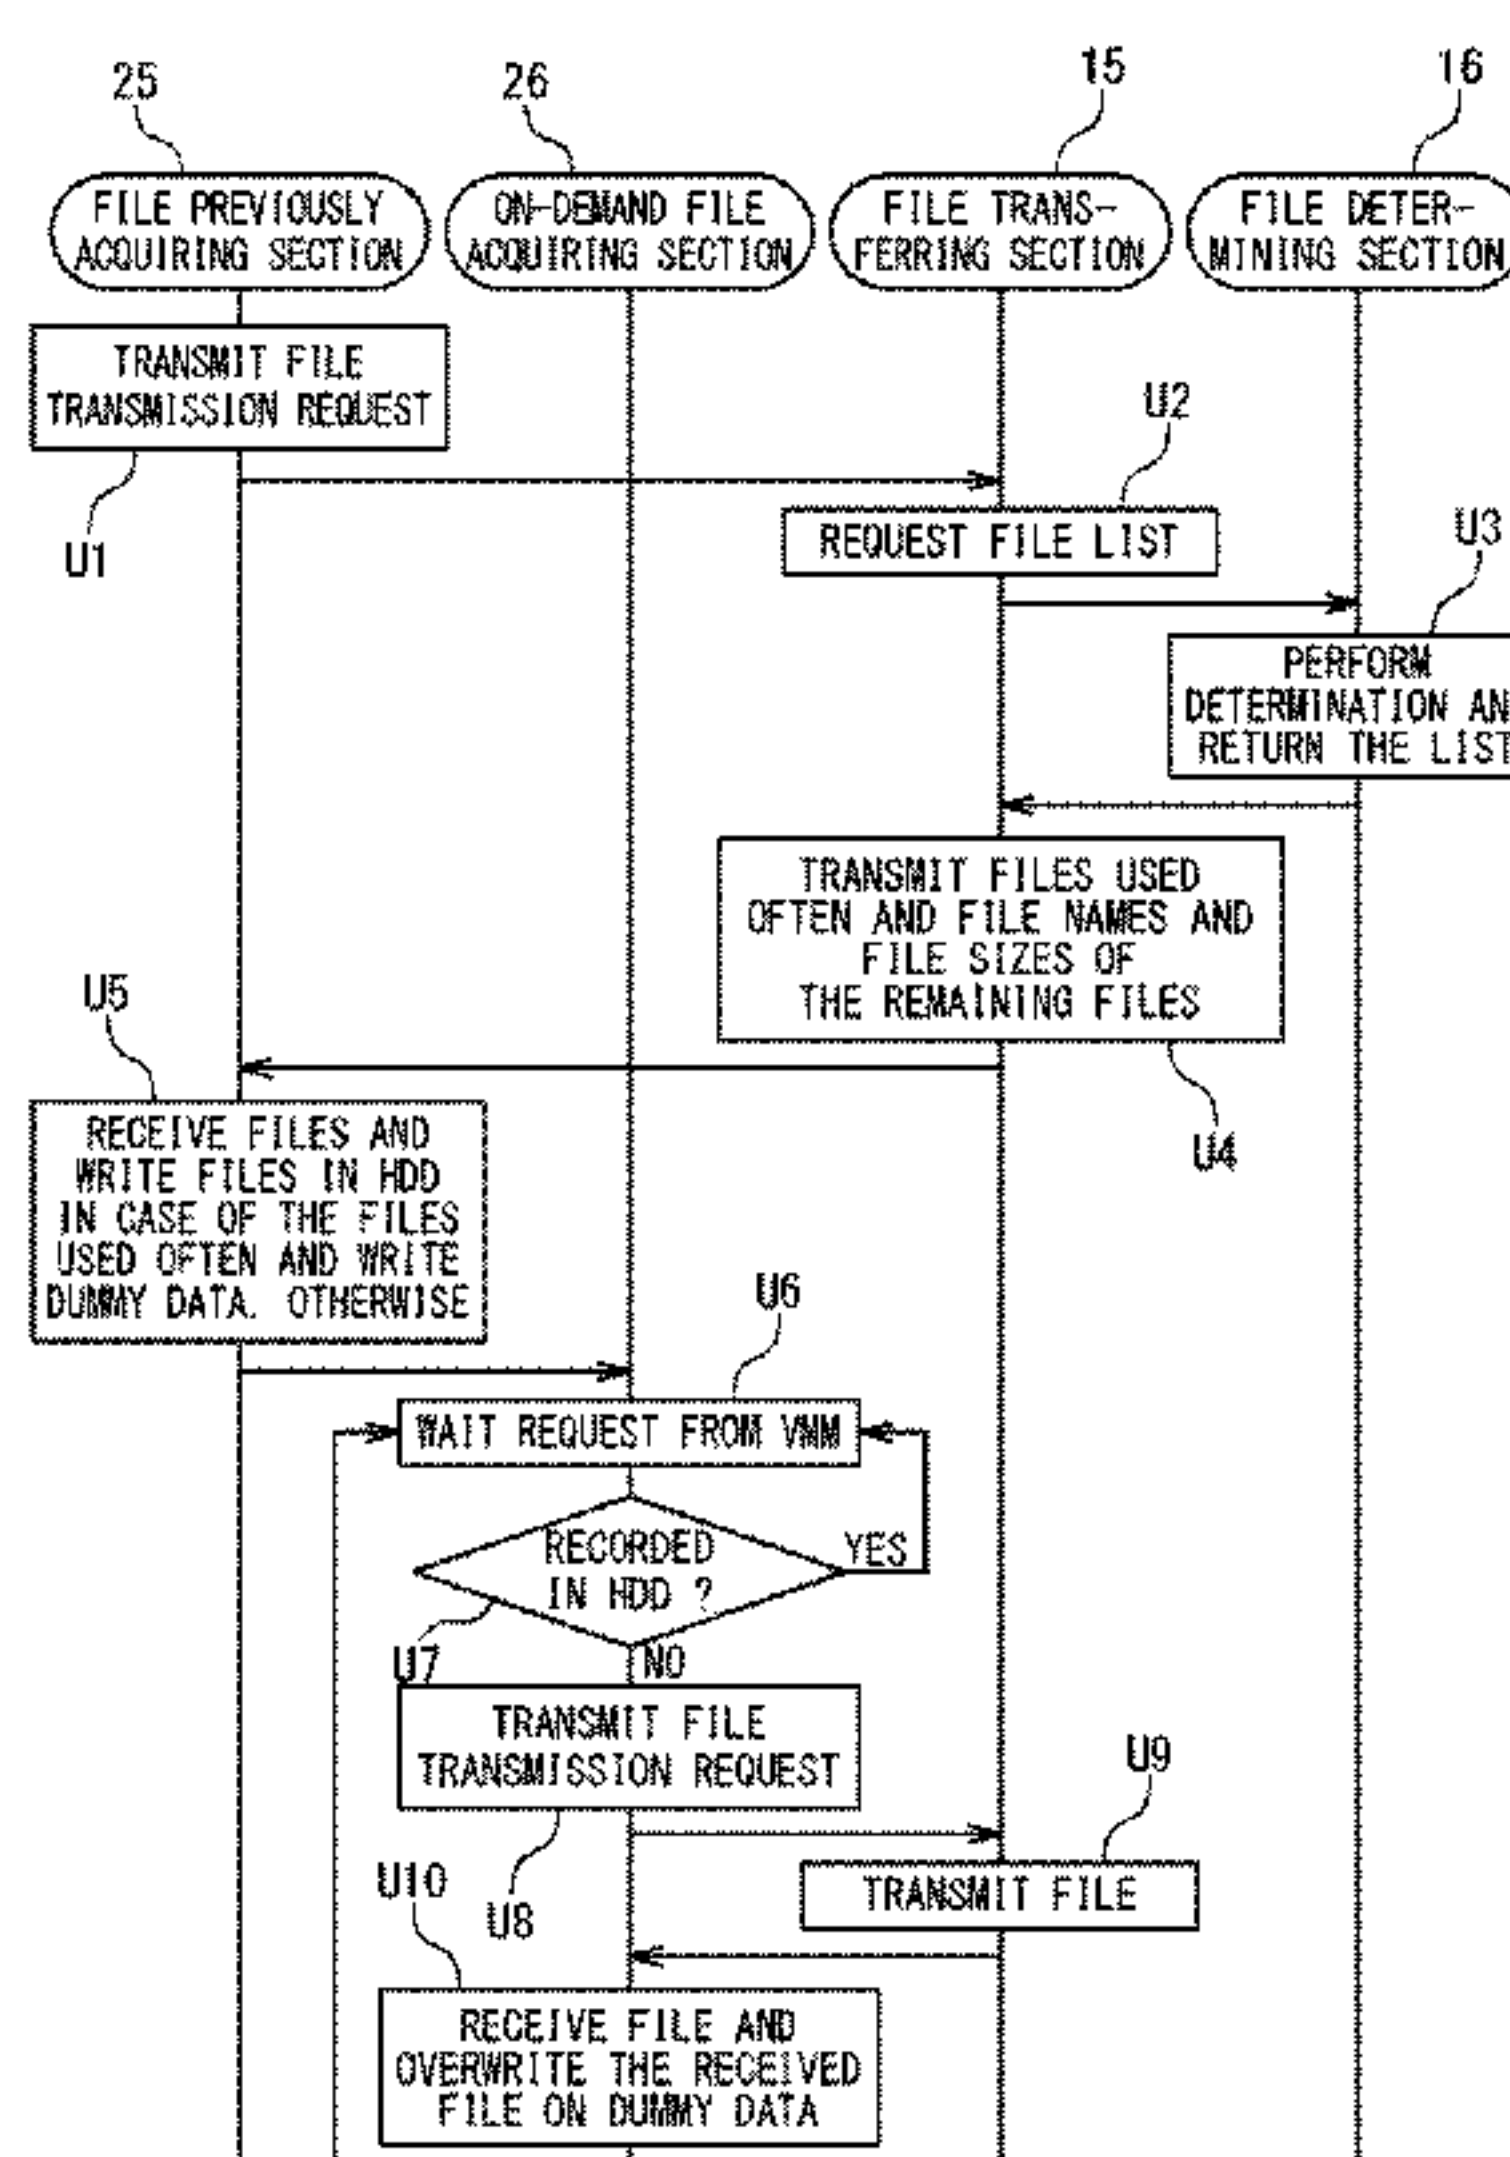 25
26
15
16
FILE PREVIOUSLY
ACQUIRING SECTION
ON-DEMAND FILE
ACQUIRING SECTION
FILE TRANS-
FERRING SECTION
FILE DETER-
MINING SECTION
TRANSMIT FILE
TRANSMISSION REQUEST
U1
U2
REQUEST FILE LIST
U3
PERFORM
DETERMINATION AN
RETURN THE LIST
TRANSMIT FILES USED
OFTEN AND FILE NAMES AND
FILE SIZES OF
THE REMAINING FILES
U4
U5
RECEIVE FILES AND
WRITE FILES IN HDD
IN CASE OF THE FILES
USED OFTEN AND WRITE
DUMMY DATA. OTHERWISE
U6
WAIT REQUEST FROM VMM
RECORDED
IN HDD ?
YES
U7
NO
TRANSMIT FILE
TRANSMISSION REQUEST
U8
U9
TRANSMIT FILE
U10
RECEIVE FILE AND
OVERWRITE THE RECEIVED
FILE ON DUMMY DATA